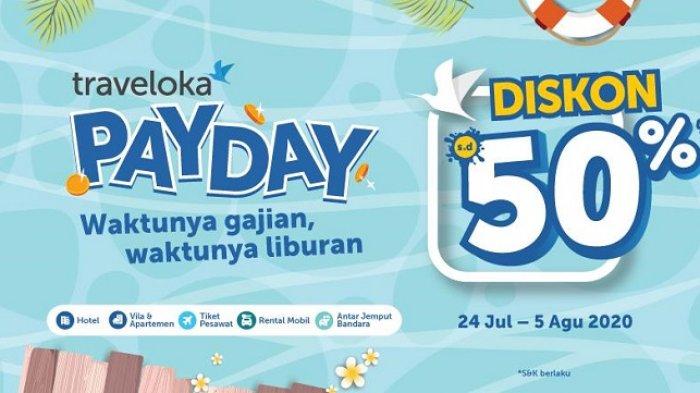 traveloka
PAYDAY
Waktunya gajian,
waktunya liburan
DISKON
s.d
50%*
Hotel
Vila &
Apartemen
Tiket
Pesawat
Rental Mobil
Antar Jemput
Bandara
24 Jul – 5 Agu 2020
*S&K berlaku